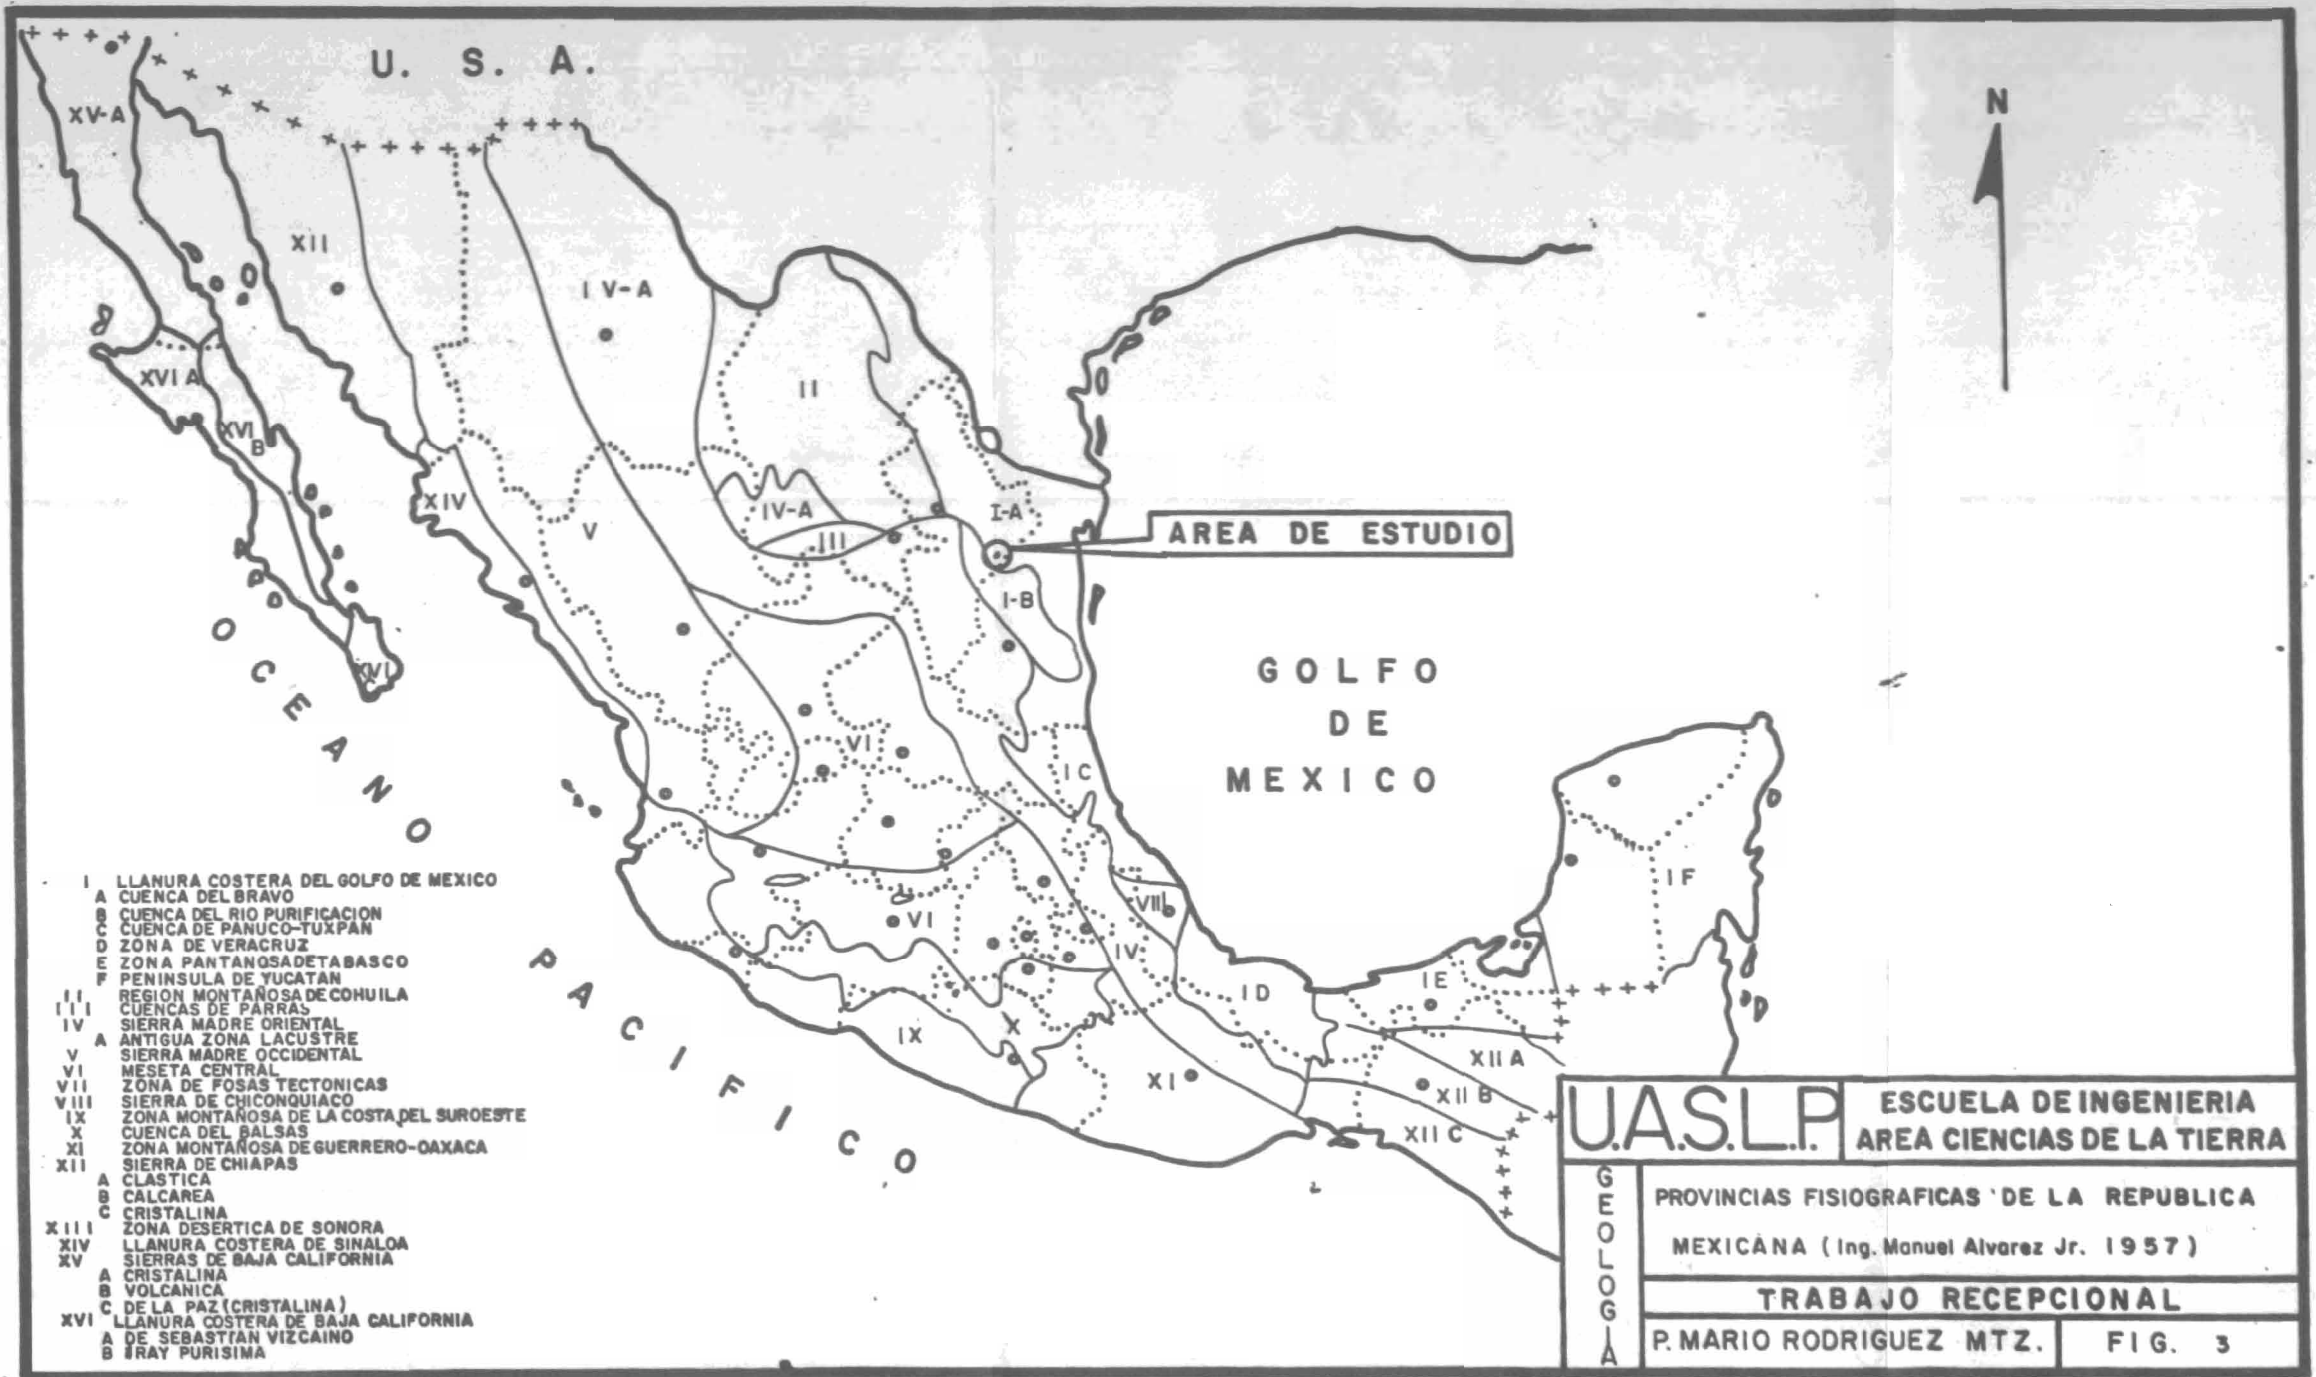 U. S. A.
N
XV-A
XII
IV-A
II
XVI A
XVI
B
XIV
V
IV-A
III
I-A
AREA DE ESTUDIO
I-B
XVI
C
VI
IC
GOLFO
DE
MEXICO
OCEANO PACIFICO
IF
VI
VIII
IV
ID
IE
IX
X
XI
XII A
XII B
XII C
I LLANURA COSTERA DEL GOLFO DE MEXICO
A CUENCA DEL BRAVO
B CUENCA DEL RIO PURIFICACION
C CUENCA DE PANUCO-TUXPAN
D ZONA DE VERACRUZ
E ZONA PANTANOSA DE TABASCO
F PENINSULA DE YUCATAN
II REGION MONTAÑOSA DE COHUILA
III CUENCAS DE PARRAS
IV SIERRA MADRE ORIENTAL
A ANTIGUA ZONA LACUSTRE
V SIERRA MADRE OCCIDENTAL
VI MESETA CENTRAL
VII ZONA DE FOSAS TECTONICAS
VIII SIERRA DE CHICONQUIACO
IX ZONA MONTAÑOSA DE LA COSTA DEL SUROESTE
X CUENCA DEL BALSAS
XI ZONA MONTAÑOSA DE GUERRERO-OAXACA
XII SIERRA DE CHIAPAS
A CLASTICA
B CALCAREA
C CRISTALINA
XIII ZONA DESERTICA DE SONORA
XIV LLANURA COSTERA DE SINALOA
XV SIERRAS DE BAJA CALIFORNIA
A CRISTALINA
B VOLCANICA
C DE LA PAZ (CRISTALINA)
XVI LLANURA COSTERA DE BAJA CALIFORNIA
A DE SEBASTIAN VIZCAINO
B IRAY PURISIMA
U.A.S.L.P.
ESCUELA DE INGENIERIA
AREA CIENCIAS DE LA TIERRA
GEOLOGIA
PROVINCIAS FISIOGRAFICAS DE LA REPUBLICA
MEXICANA (Ing. Manuel Alvarez Jr. 1957)
TRABAJO RECEPCIONAL
P. MARIO RODRIGUEZ MTZ.
FIG. 3